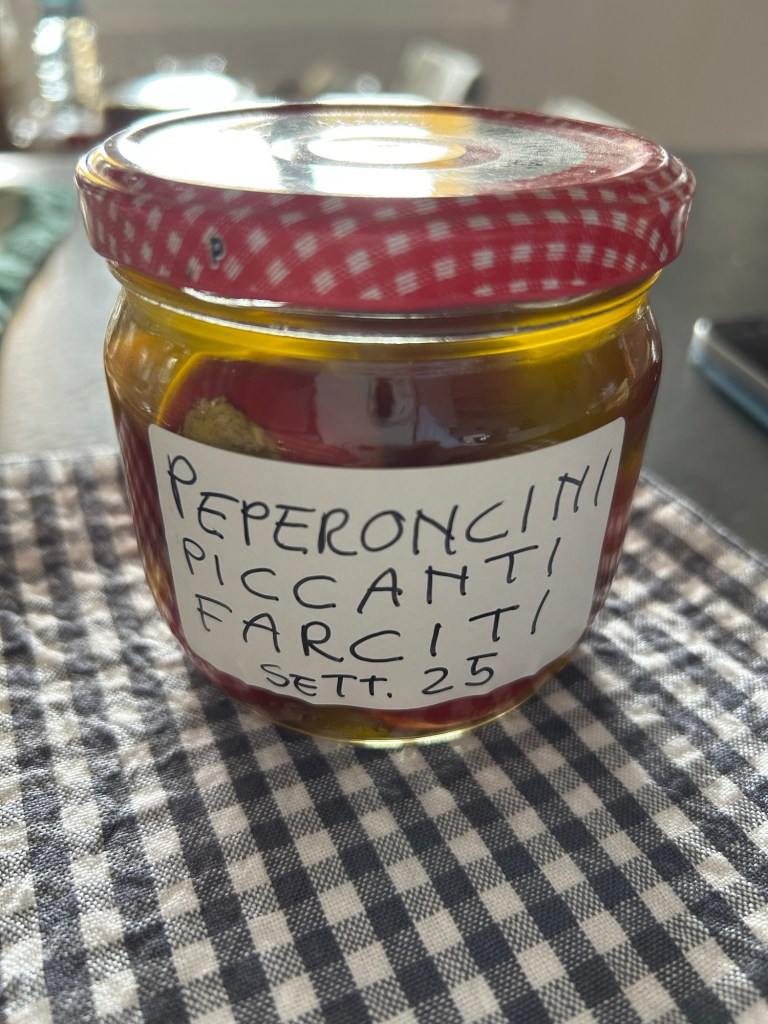 P
PEPERONCINI
PICCANTI
FARCITI
SETT. 25